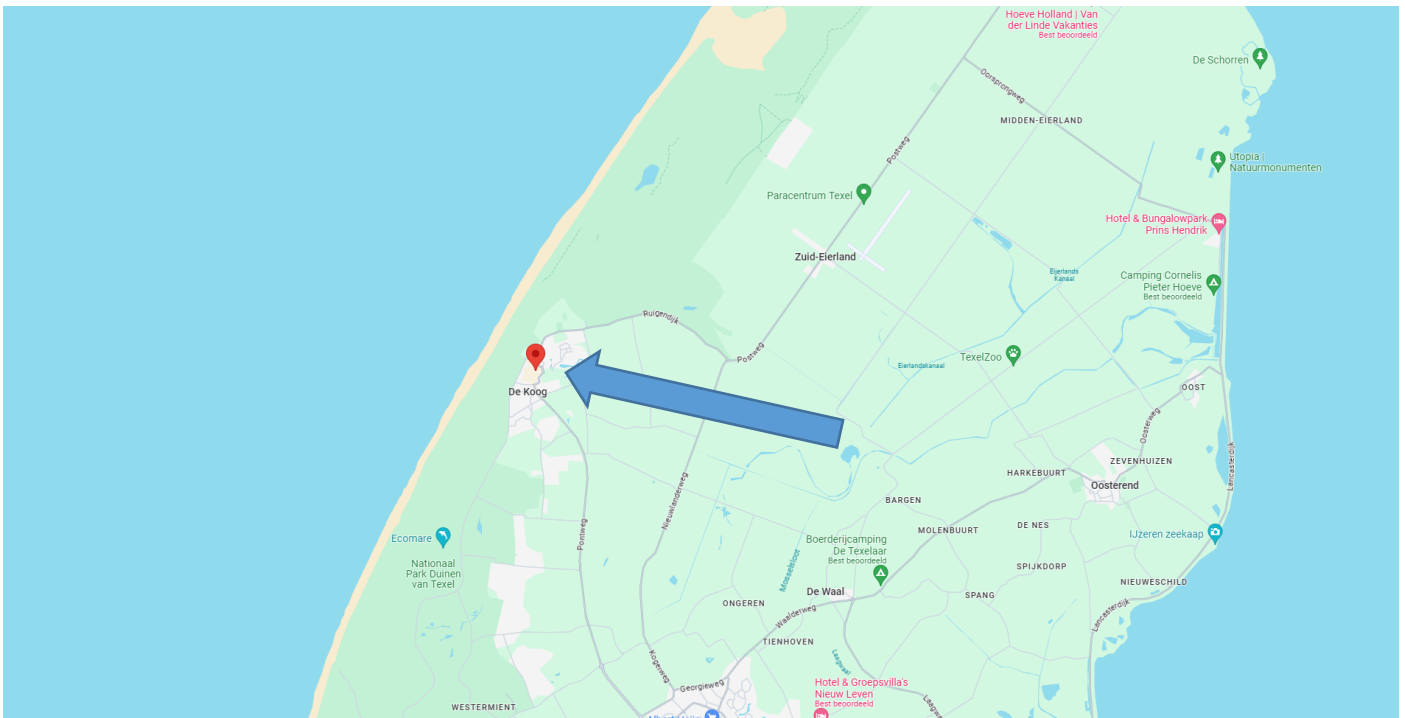 Hoeve Holland | Van
der Linde Vakanties
Best beoordeeld
De Schorren
Oorsprongweg
MIDDEN-EIERLAND
Postweg
Utopia |
Natuurmonumenten
Paracentrum Texel
Hotel & Bungalowpark
Prins Hendrik
Zuid-Eierland
Eijerlands
Kanaal
Camping Cornelis
Pieter Hoeve
Best beoordeeld
Ruigendijk
Postweg
TexelZoo
Eierlandskanaal
OOST
De Koog
Oosterweg
Lancasterdijk
ZEVENHUIZEN
HARKEBUURT
Oosterend
Nieuwlanderweg
BARGEN
Pontweg
MOLENBUURT
DE NES
IJzeren zeekaap
Ecomare
Boerderijcamping
De Texelaar
Best beoordeeld
Nationaal
Park Duinen
van Texel
Mosselsloot
SPIJKDORP
NIEUWESCHILD
De Waal
SPANG
ONGEREN
Waalderweg
Lancasterdijk
TIENHOVEN
Laagwaal
Kogerweg
Georgieweg
Hotel & Groepsvilla's
Nieuw Leven
Best beoordeeld
WESTERMIENT